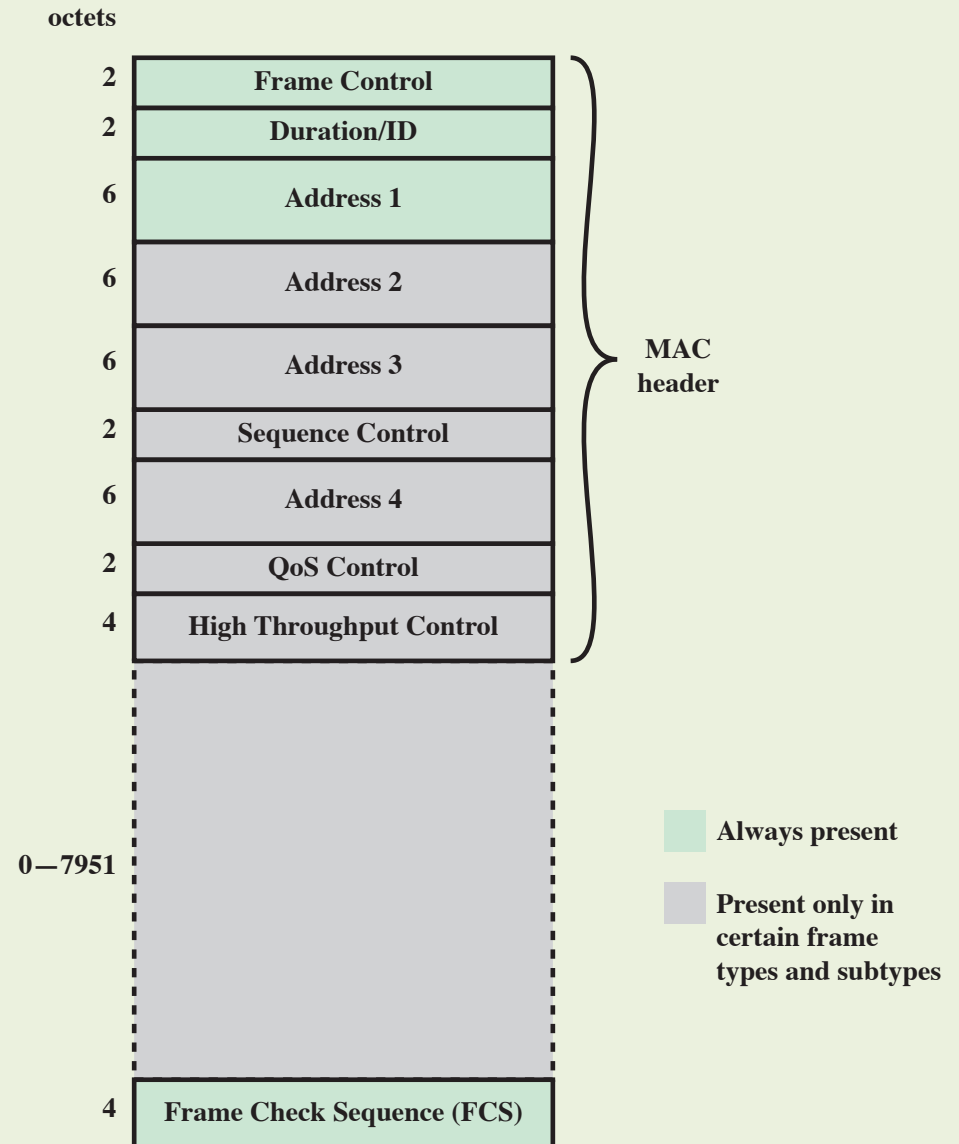 octets
2 Frame Control
2 Duration/ID
6 Address 1
6 Address 2
6 Address 3
2 Sequence Control
6 Address 4
2 QoS Control
4 High Throughput Control
MAC
header
0—7951
Always present
Present only in
certain frame
types and subtypes
4 Frame Check Sequence (FCS)